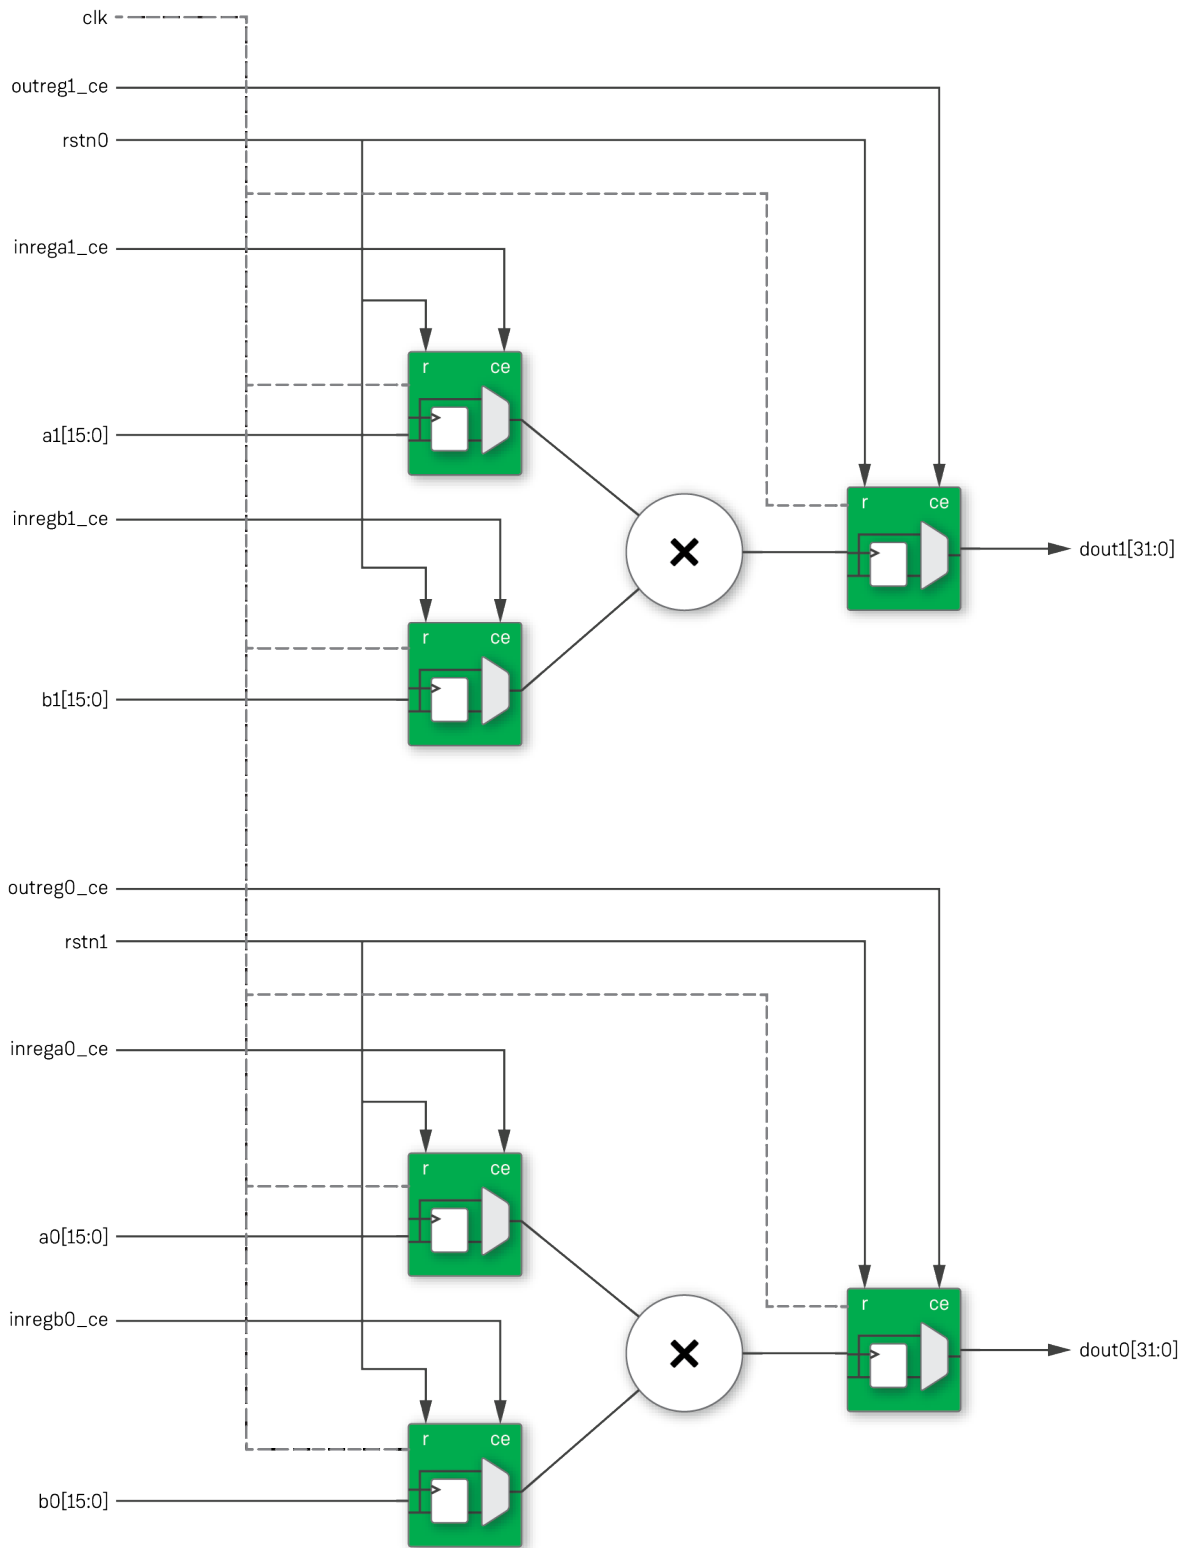 clk
outreg1_ce
rstn0
inrega1_ce
r ce
a1[15:0]
inregb1_ce
r ce
dout1[31:0]
r ce
b1[15:0]
outreg0_ce
rstn1
inrega0_ce
r ce
a0[15:0]
inregb0_ce
r ce
dout0[31:0]
r ce
b0[15:0]